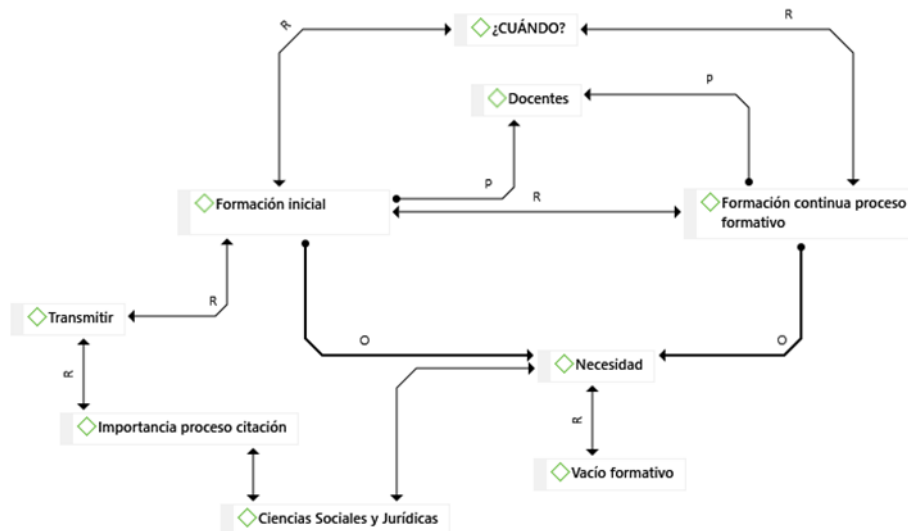 R
¿CUÁNDO?
R
Docentes
P
Formación inicial
P
R
Formación continua proceso
formativo
R
Transmitir
O
O
R
Necesidad
Importancia proceso citación
R
Vacío formativo
Ciencias Sociales y Jurídicas